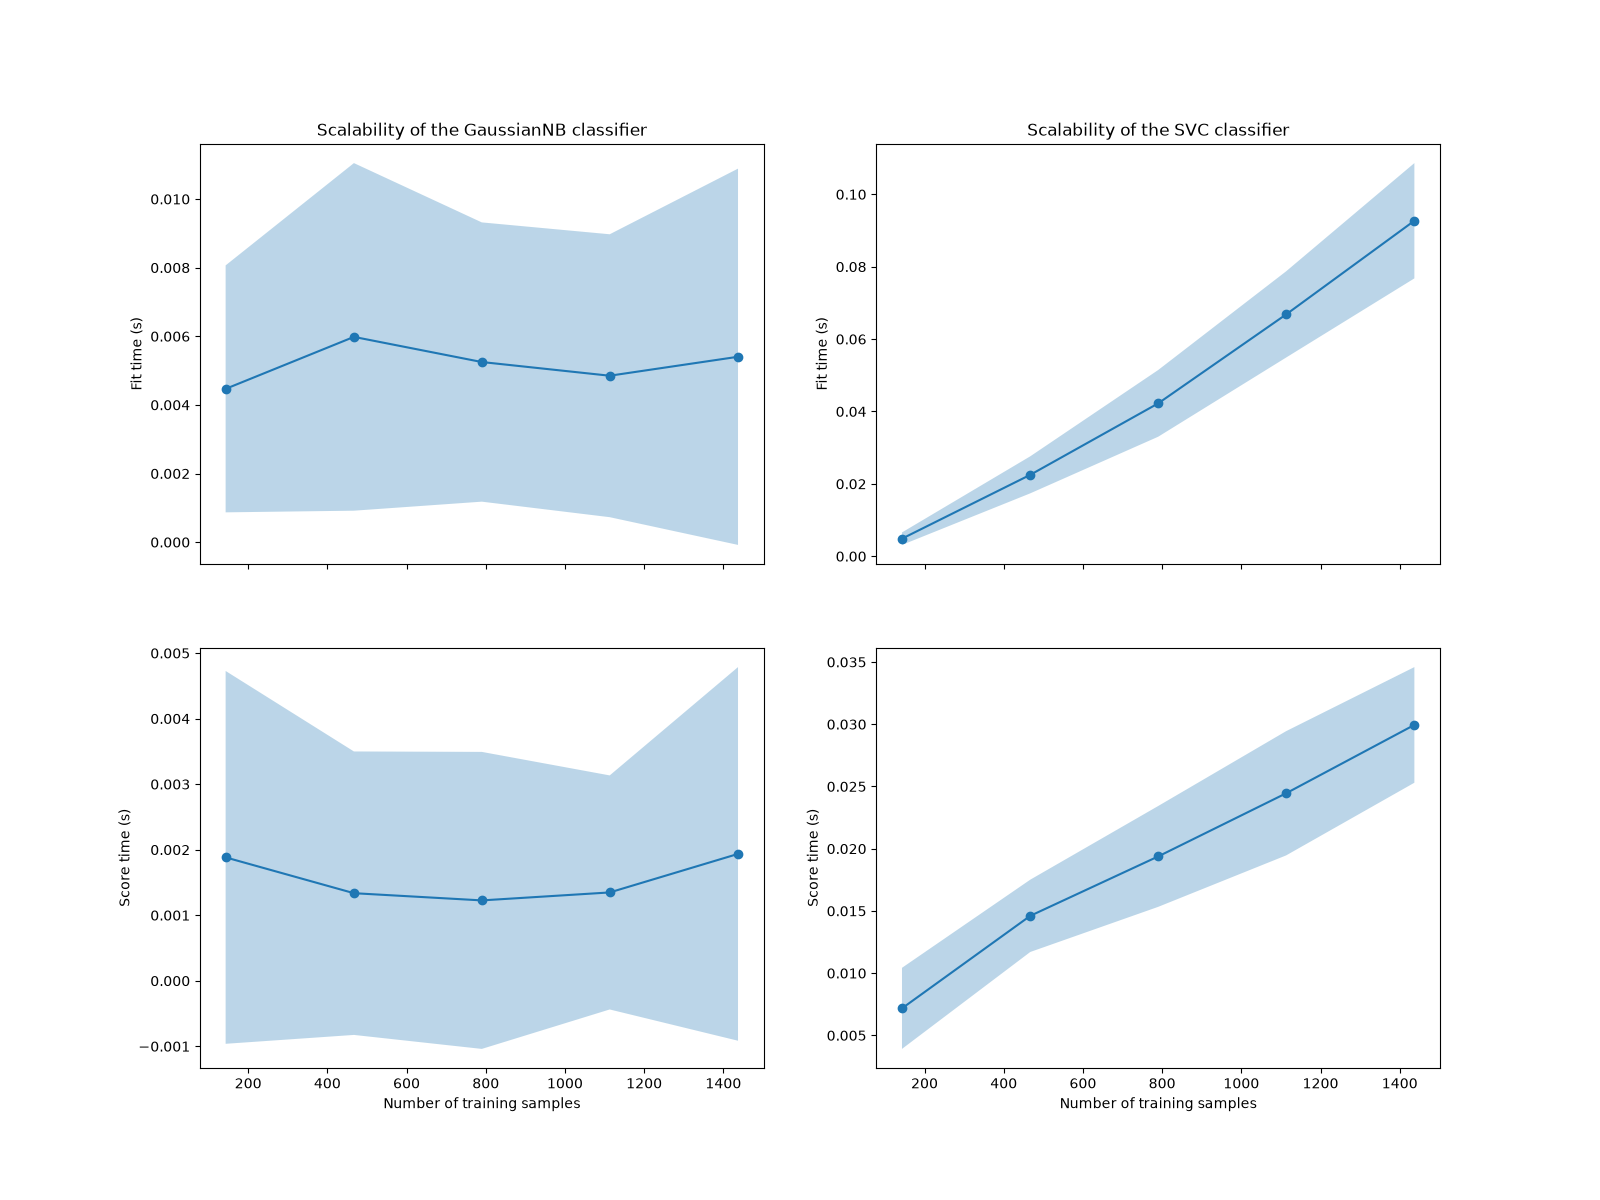 Scalability of the GaussianNB classifier
Fit time (s)
0.010
0.008
0.006
0.004
0.002
0.000
Scalability of the SVC classifier
Fit time (s)
0.10
0.08
0.06
0.04
0.02
0.00
Score time (s)
0.005
0.004
0.003
0.002
0.001
0.000
−0.001
200 400 600 800 1000 1200 1400
Number of training samples
Score time (s)
0.035
0.030
0.025
0.020
0.015
0.010
0.005
200 400 600 800 1000 1200 1400
Number of training samples